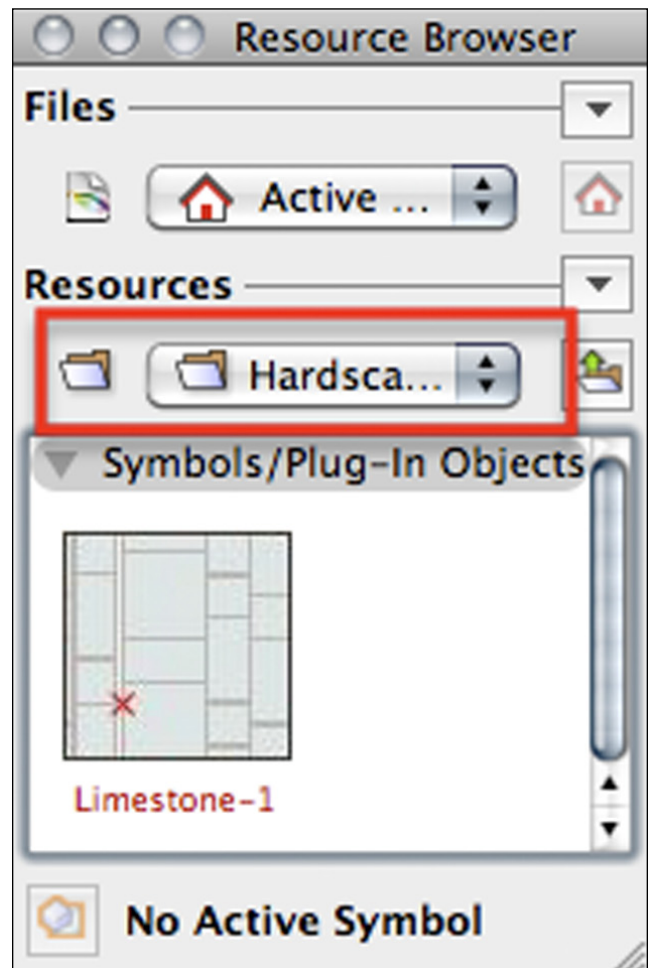 Resource Browser
Files
Active ...
Resources
Hardsca...
Symbols/Plug-In Objects
Limestone-1
No Active Symbol